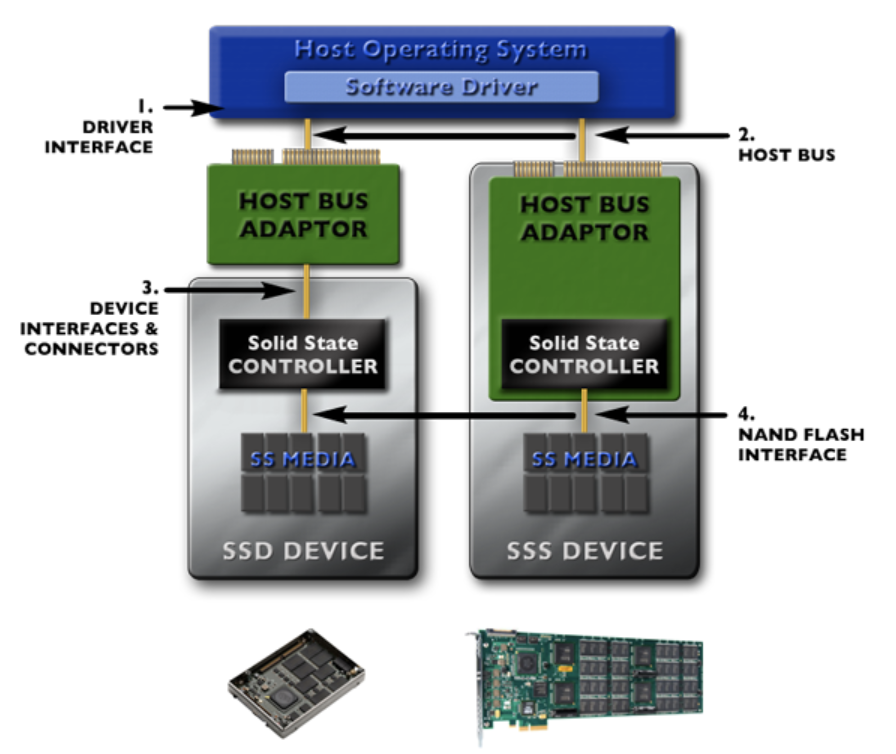 Host Operating System
Software Driver
1.
DRIVER
INTERFACE
2.
HOST BUS
HOST BUS
ADAPTOR
HOST BUS
ADAPTOR
3.
DEVICE
INTERFACES &
CONNECTORS
Solid State
CONTROLLER
Solid State
CONTROLLER
4.
NAND FLASH
INTERFACE
SS MEDIA
SS MEDIA
SSD DEVICE
SSS DEVICE